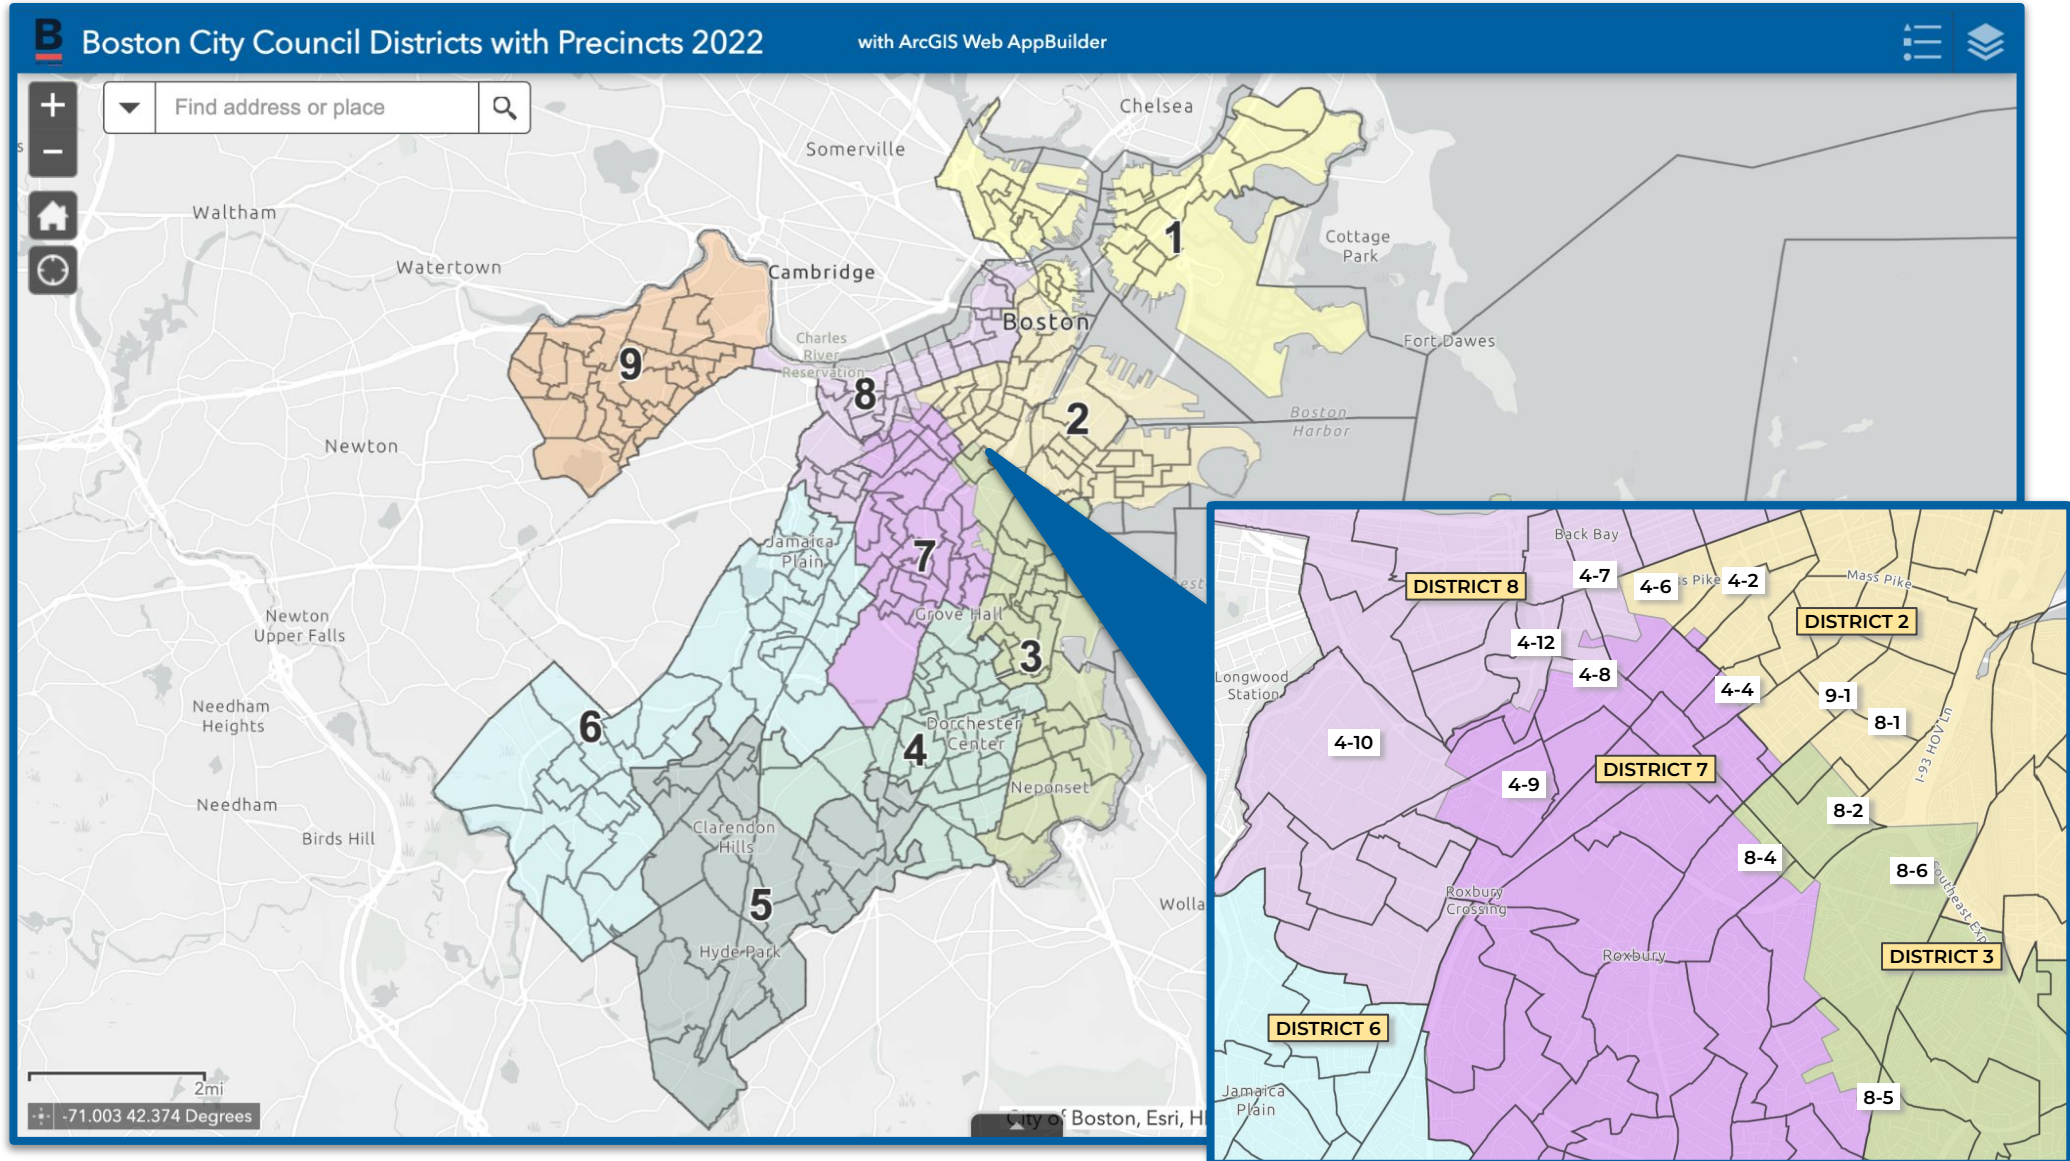 B Boston City Council Districts with Precincts 2022
with ArcGIS Web AppBuilder
+
−
Find address or place
Chelsea
Somerville
Waltham
1
Cottage
Park
Watertown
Cambridge
Boston
Charles
River
Reservation
Fort Dawes
9
8
2
Boston
Harbor
Newton
Jamaica
Plain
7
Grove Hall
Newton
Upper Falls
3
Needham
Heights
6
Dorchester
Center
4
Neponset
Needham
Clarendon
Hills
Birds Hill
5
Wolla
Hyde Park
2mi
-71.003 42.374 Degrees
City of Boston, Esri, H
Back Bay
DISTRICT 8
4-7
4-6
s Pike
4-2
Mass Pike
DISTRICT 2
4-12
4-8
Longwood
Station
4-4
9-1
8-1
I-93 HOV Ln
4-10
DISTRICT 7
4-9
8-2
8-4
8-6
Southeast Exp
Roxbury
Crossing
Roxbury
DISTRICT 3
DISTRICT 6
Jamaica
Plain
8-5